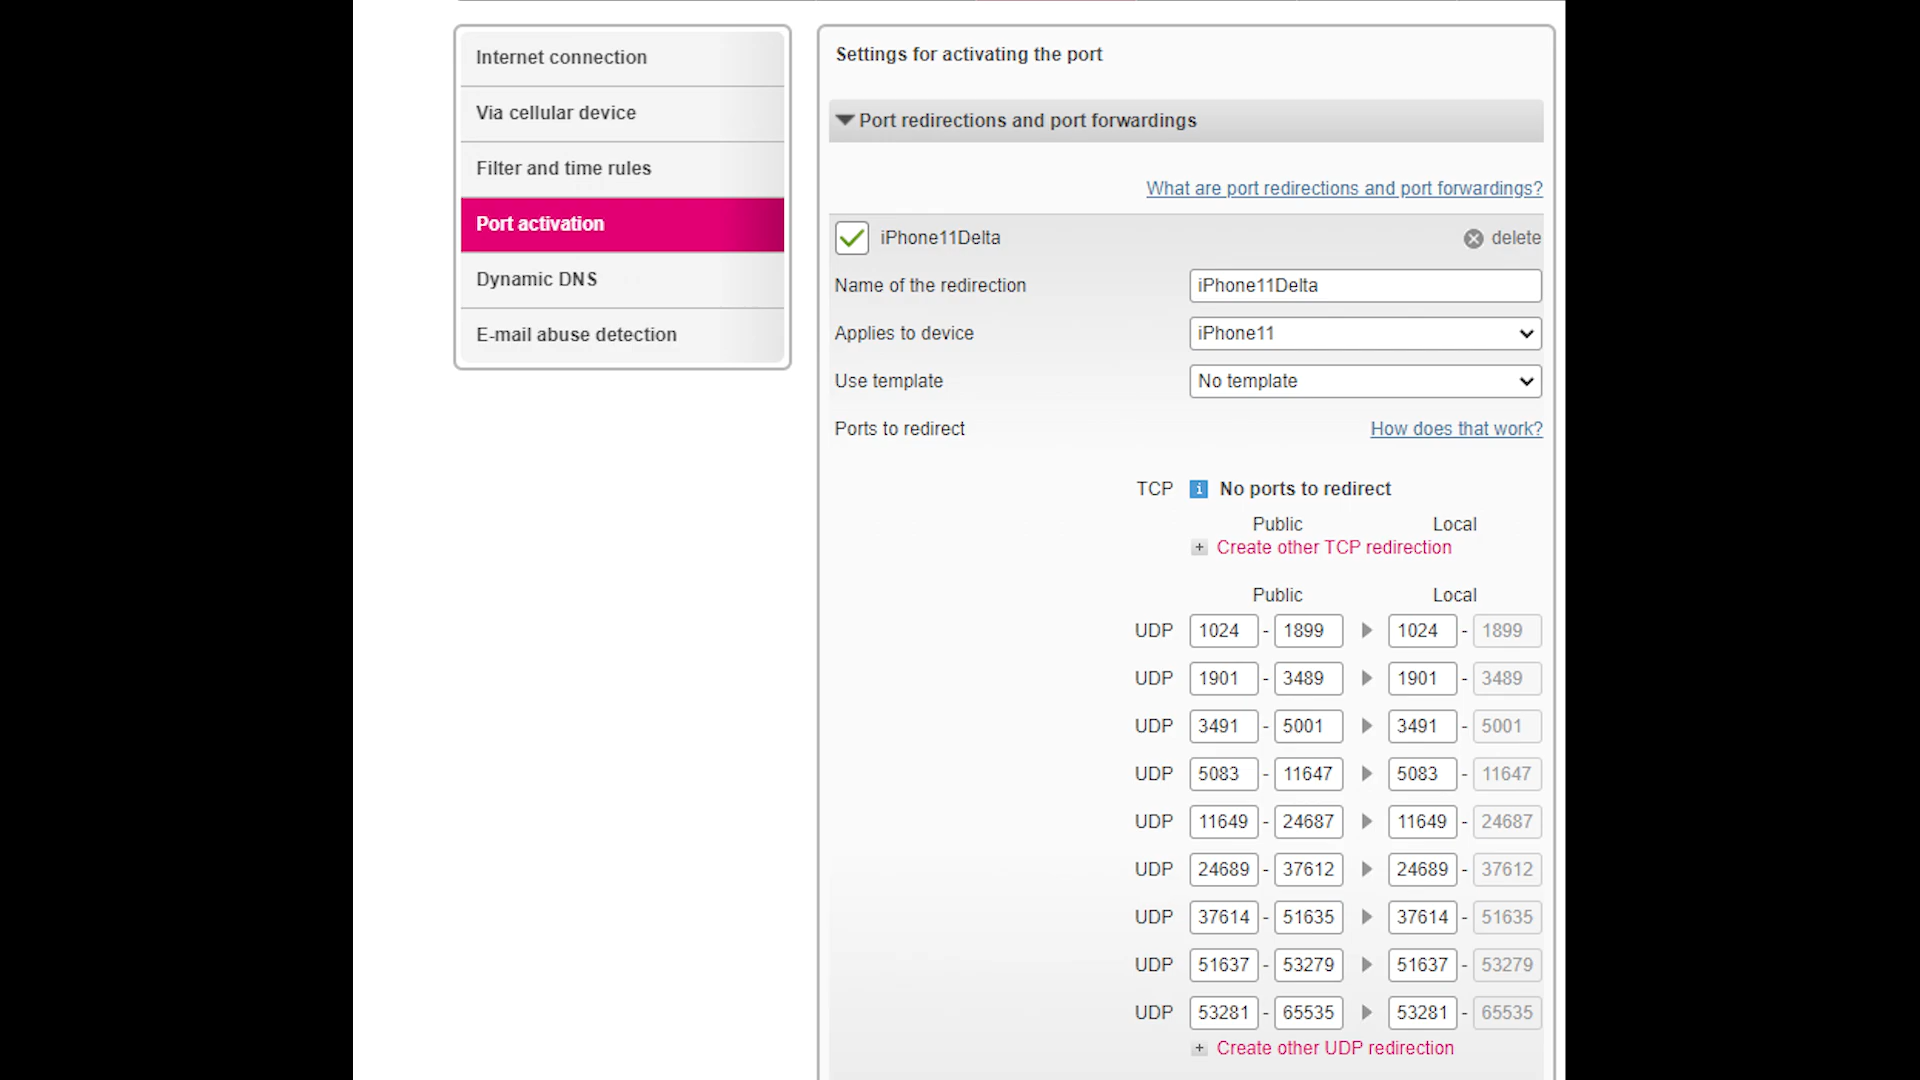 Internet connection
Via cellular device
Filter and time rules
Port activation
Dynamic DNS
E-mail abuse detection
Settings for activating the port
Port redirections and port forwardings
What are port redirections and port forwardings?
iPhone11Delta
delete
Name of the redirection iPhone11Delta
Applies to device iPhone11
Use template No template
Ports to redirect How does that work?
TCP i No ports to redirect
Public Local
+ Create other TCP redirection
Public Local
UDP 1024 - 1899 1024 - 1899
UDP 1901 - 3489 1901 - 3489
UDP 3491 - 5001 3491 - 5001
UDP 5083 - 11647 5083 - 11647
UDP 11649 - 24687 11649 - 24687
UDP 24689 - 37612 24689 - 37612
UDP 37614 - 51635 37614 - 51635
UDP 51637 - 53279 51637 - 53279
UDP 53281 - 65535 53281 - 65535
+ Create other UDP redirection